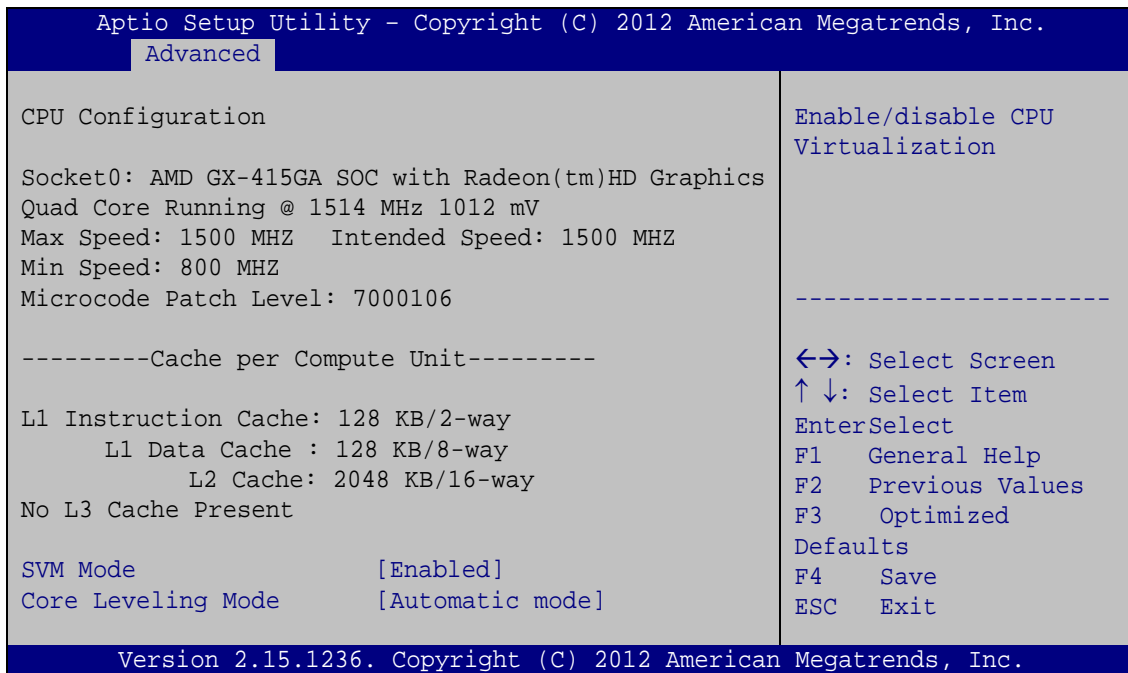 Aptio Setup Utility – Copyright (C) 2012 American Megatrends, Inc.
Advanced
CPU Configuration
Socket0: AMD GX-415GA SOC with Radeon(tm)HD Graphics
Quad Core Running @ 1514 MHz 1012 mV
Max Speed: 1500 MHZ   Intended Speed: 1500 MHZ
Min Speed: 800 MHZ
Microcode Patch Level: 7000106
---------Cache per Compute Unit---------
L1 Instruction Cache: 128 KB/2-way
L1 Data Cache : 128 KB/8-way
L2 Cache: 2048 KB/16-way
No L3 Cache Present
SVM Mode [Enabled]
Core Leveling Mode [Automatic mode]
Enable/disable CPU
Virtualization
----------------------
←→: Select Screen
↑ ↓: Select Item
EnterSelect
F1 General Help
F2 Previous Values
F3 Optimized
Defaults
F4 Save
ESC Exit
Version 2.15.1236. Copyright (C) 2012 American Megatrends, Inc.